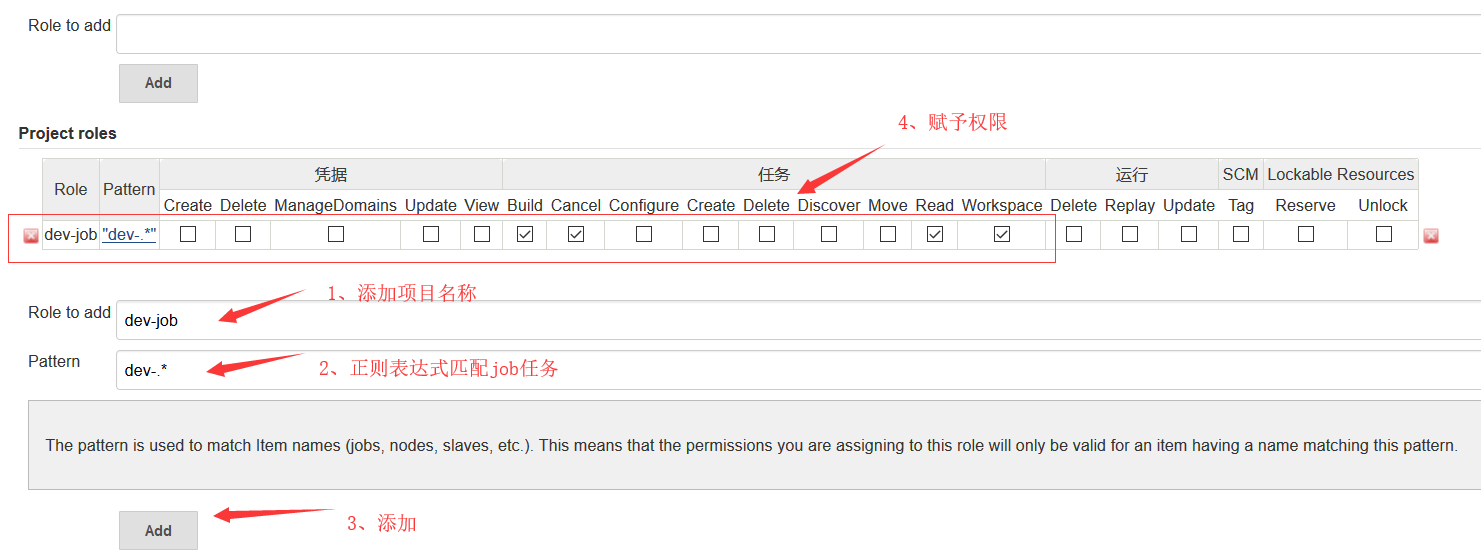 Role to add
Add
4、赋予权限
Project roles
Role Pattern 凭据 任务 运行 SCM Lockable Resources
Create Delete ManageDomains Update View Build Cancel Configure Create Delete Discover Move Read Workspace Delete Replay Update Tag Reserve Unlock
dev-job "dev-.*"
1、添加项目名称
Role to add dev-job
Pattern dev-.* 2、正则表达式匹配job任务
The pattern is used to match Item names (jobs, nodes, slaves, etc.). This means that the permissions you are assigning to this role will only be valid for an item having a name matching this pattern.
Add 3、添加